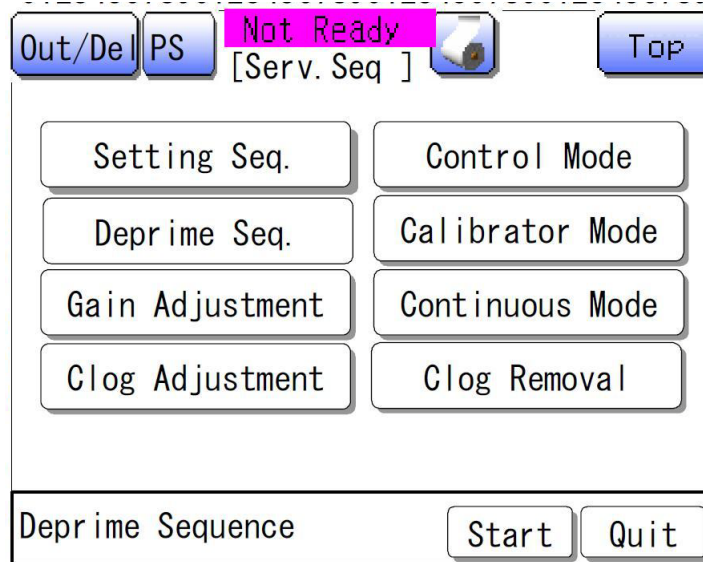 Out/Del PS Not Ready Top
[Serv. Seq ]
Setting Seq. Control Mode
Deprime Seq. Calibrator Mode
Gain Adjustment Continuous Mode
Clog Adjustment Clog Removal
Deprime Sequence Start Quit